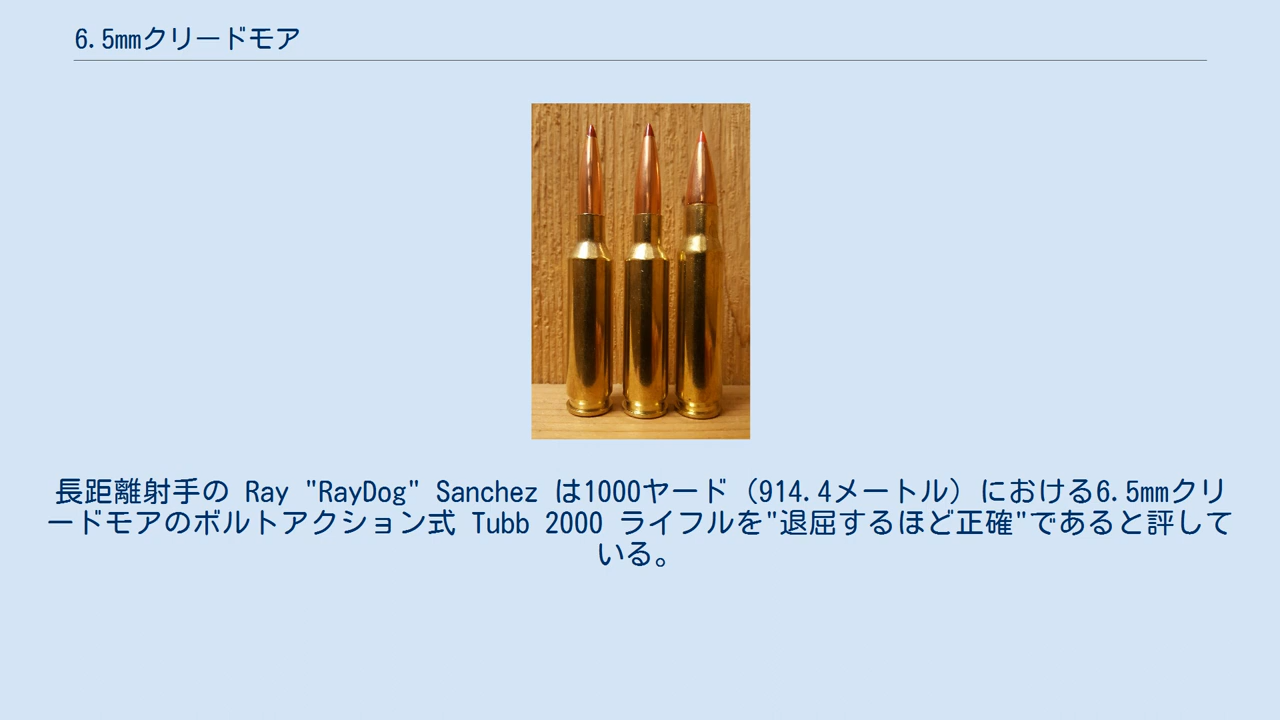 6.5mmクリードモア
長距離射手の Ray "RayDog" Sanchez は1000ヤード（914.4メートル）における6.5mmクリ
ードモアのボルトアクション式 Tubb 2000 ライフルを"退屈するほど正確"であると評して
いる。